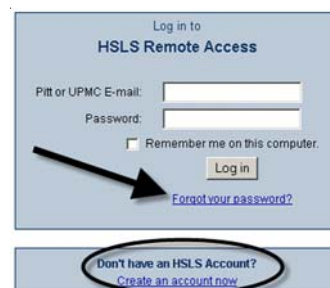 Log in to
HSLS Remote Access
Pitt or UPMC E-mail:
Password:
Remember me on this computer.
Log in
Forgot your password?
Don't have an HSLS Account?
Create an account now